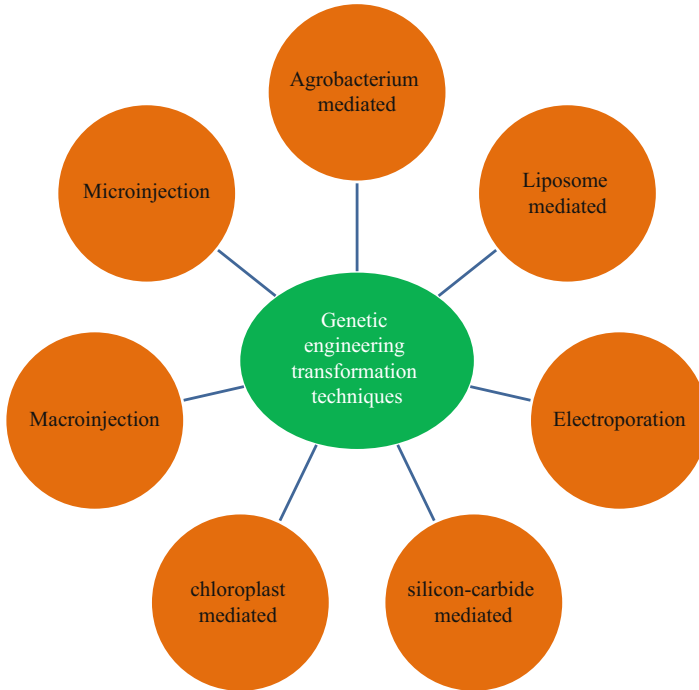 Agrobacterium
mediated
Liposome
mediated
Microinjection
Genetic
engineering
transformation
techniques
Macroinjection
Electroporation
chloroplast
mediated
silicon-carbide
mediated